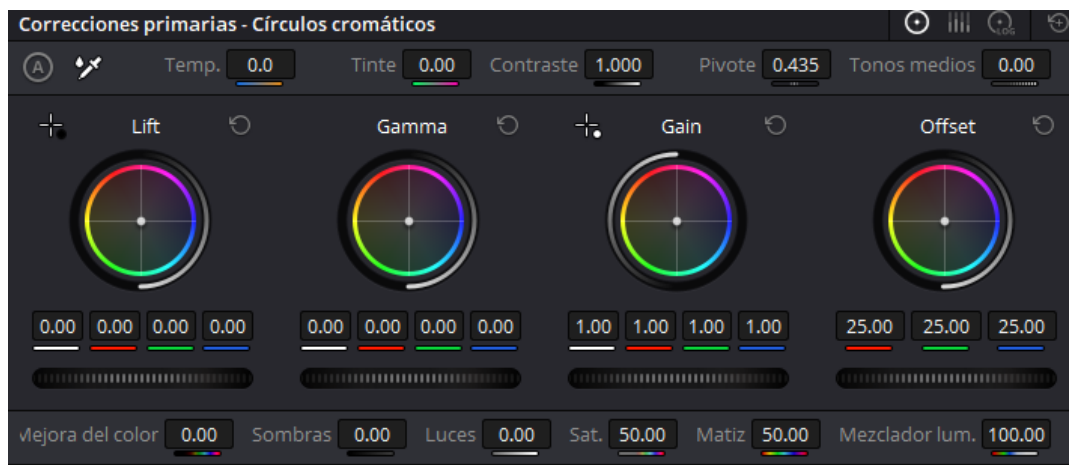 Correcciones primarias - Círculos cromáticos
LOG
A Temp. 0.0 Tinte 0.00 Contraste 1.000 Pivote 0.435 Tonos medios 0.00
Lift Gamma Gain Offset
0.00 0.00 0.00 0.00 0.00 0.00 0.00 0.00 1.00 1.00 1.00 1.00 25.00 25.00 25.00
Mejora del color 0.00 Sombras 0.00 Luces 0.00 Sat. 50.00 Matiz 50.00 Mezclador lum. 100.00